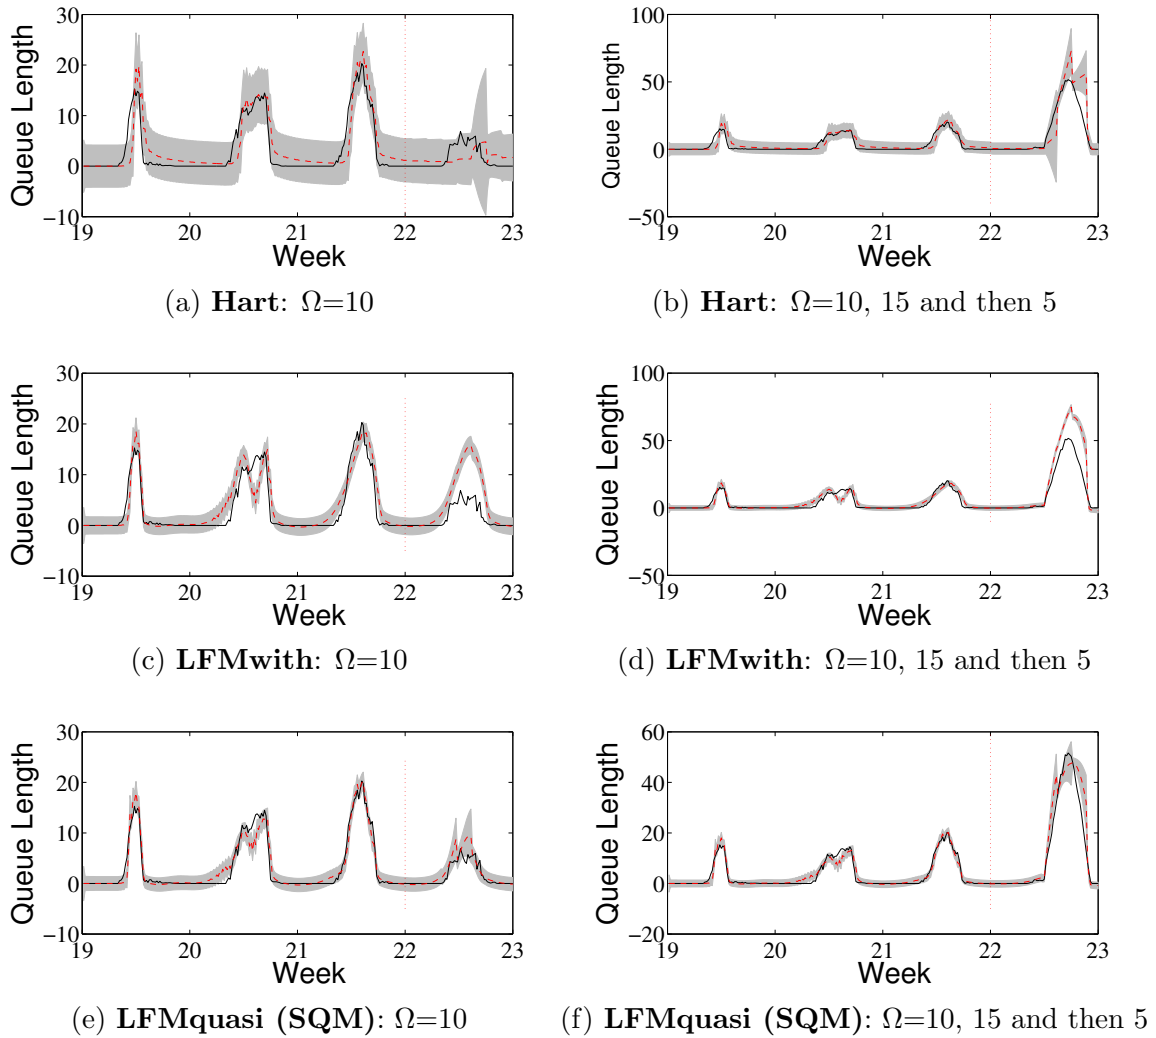 30
20
10
0
−10
19 20 21 22 23
Queue Length
Week
(a) Hart: Ω=10
100
50
0
−50
19 20 21 22 23
Queue Length
Week
(b) Hart: Ω=10, 15 and then 5
30
20
10
0
−10
19 20 21 22 23
Queue Length
Week
(c) LFMwith: Ω=10
100
50
0
−50
19 20 21 22 23
Queue Length
Week
(d) LFMwith: Ω=10, 15 and then 5
30
20
10
0
−10
19 20 21 22 23
Queue Length
Week
(e) LFMquasi (SQM): Ω=10
60
40
20
0
−20
19 20 21 22 23
Queue Length
Week
(f) LFMquasi (SQM): Ω=10, 15 and then 5